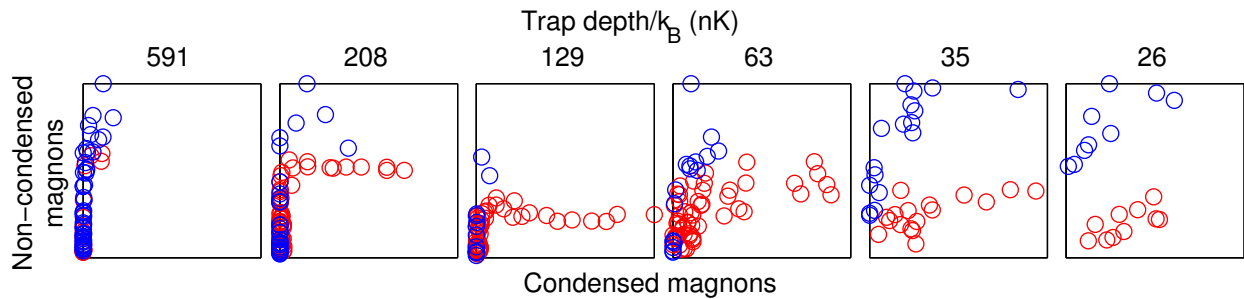 Trap depth/k_B (nK)
591 208 129 63 35 26
Non−condensed
magnons
Condensed magnons